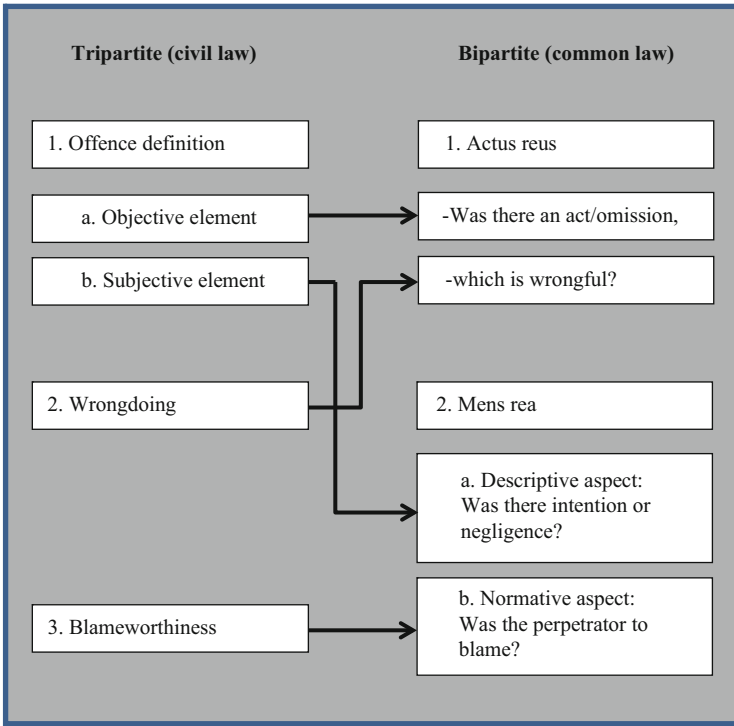 Tripartite (civil law)
Bipartite (common law)
1. Offence definition
1. Actus reus
a. Objective element
-Was there an act/omission,
b. Subjective element
-which is wrongful?
2. Wrongdoing
2. Mens rea
a. Descriptive aspect:
Was there intention or
negligence?
3. Blameworthiness
b. Normative aspect:
Was the perpetrator to
blame?